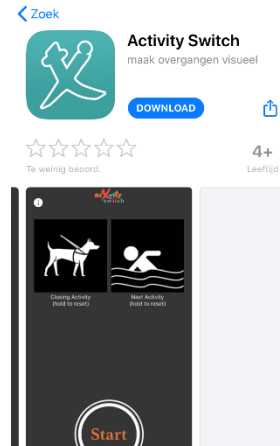 Zoek
Activity Switch
maak overgangen visueel
DOWNLOAD
Te weinig beoord.
4+
Leeftijd
i
activity
switch
Closing Activity
(hold to reset)
Next Activity
(hold to reset)
Start